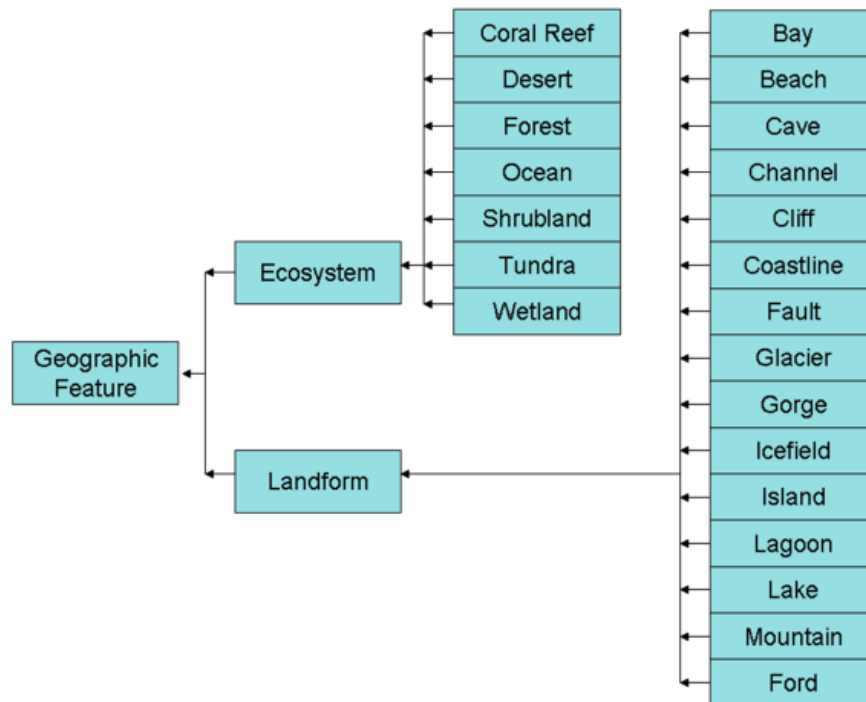 Geographic
Feature
Ecosystem
Landform
Coral Reef
Desert
Forest
Ocean
Shrubland
Tundra
Wetland
Bay
Beach
Cave
Channel
Cliff
Coastline
Fault
Glacier
Gorge
Icefield
Island
Lagoon
Lake
Mountain
Ford